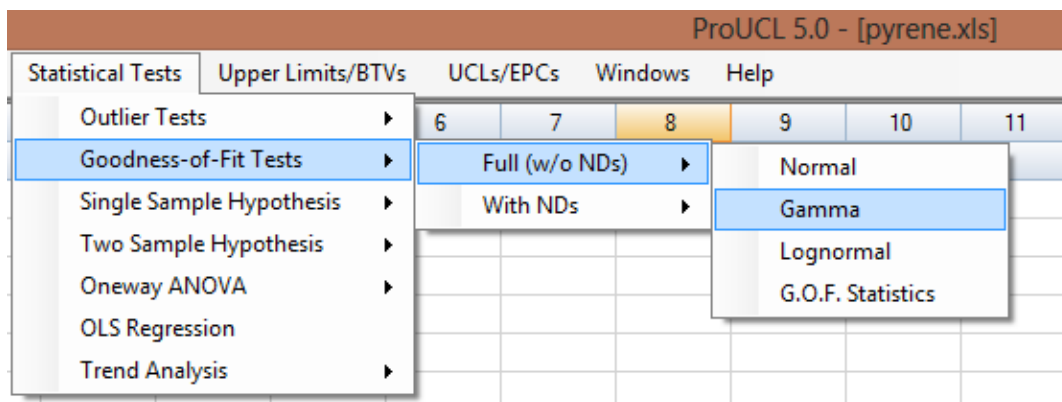 ProUCL 5.0 - [pyrene.xls]
Statistical Tests Upper Limits/BTVs UCLs/EPCs Windows Help
Outlier Tests
6 7 8 9 10 11
Goodness-of-Fit Tests
Full (w/o NDs)
Normal
Single Sample Hypothesis
With NDs
Gamma
Two Sample Hypothesis
Lognormal
Oneway ANOVA
G.O.F. Statistics
OLS Regression
Trend Analysis